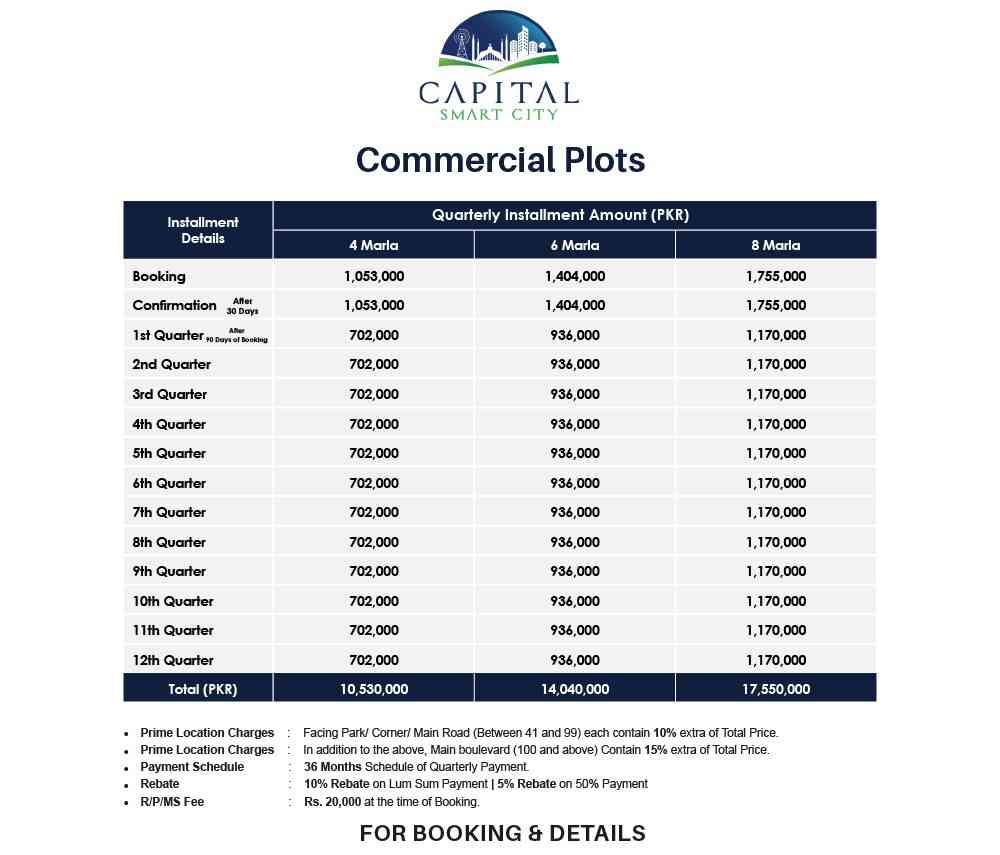 CAPITAL
SMART CITY
Commercial Plots
Installment Details Quarterly Installment Amount (PKR)
4 Marla 6 Marla 8 Marla
Booking 1,053,000 1,404,000 1,755,000
Confirmation After 30 Days 1,053,000 1,404,000 1,755,000
1st Quarter After 90 Days of Booking 702,000 936,000 1,170,000
2nd Quarter 702,000 936,000 1,170,000
3rd Quarter 702,000 936,000 1,170,000
4th Quarter 702,000 936,000 1,170,000
5th Quarter 702,000 936,000 1,170,000
6th Quarter 702,000 936,000 1,170,000
7th Quarter 702,000 936,000 1,170,000
8th Quarter 702,000 936,000 1,170,000
9th Quarter 702,000 936,000 1,170,000
10th Quarter 702,000 936,000 1,170,000
11th Quarter 702,000 936,000 1,170,000
12th Quarter 702,000 936,000 1,170,000
Total (PKR) 10,530,000 14,040,000 17,550,000
• Prime Location Charges : Facing Park/ Corner/ Main Road (Between 41 and 99) each contain 10% extra of Total Price.
• Prime Location Charges : In addition to the above, Main boulevard (100 and above) Contain 15% extra of Total Price.
• Payment Schedule : 36 Months Schedule of Quarterly Payment.
• Rebate : 10% Rebate on Lum Sum Payment | 5% Rebate on 50% Payment
• R/P/MS Fee : Rs. 20,000 at the time of Booking.
FOR BOOKING & DETAILS